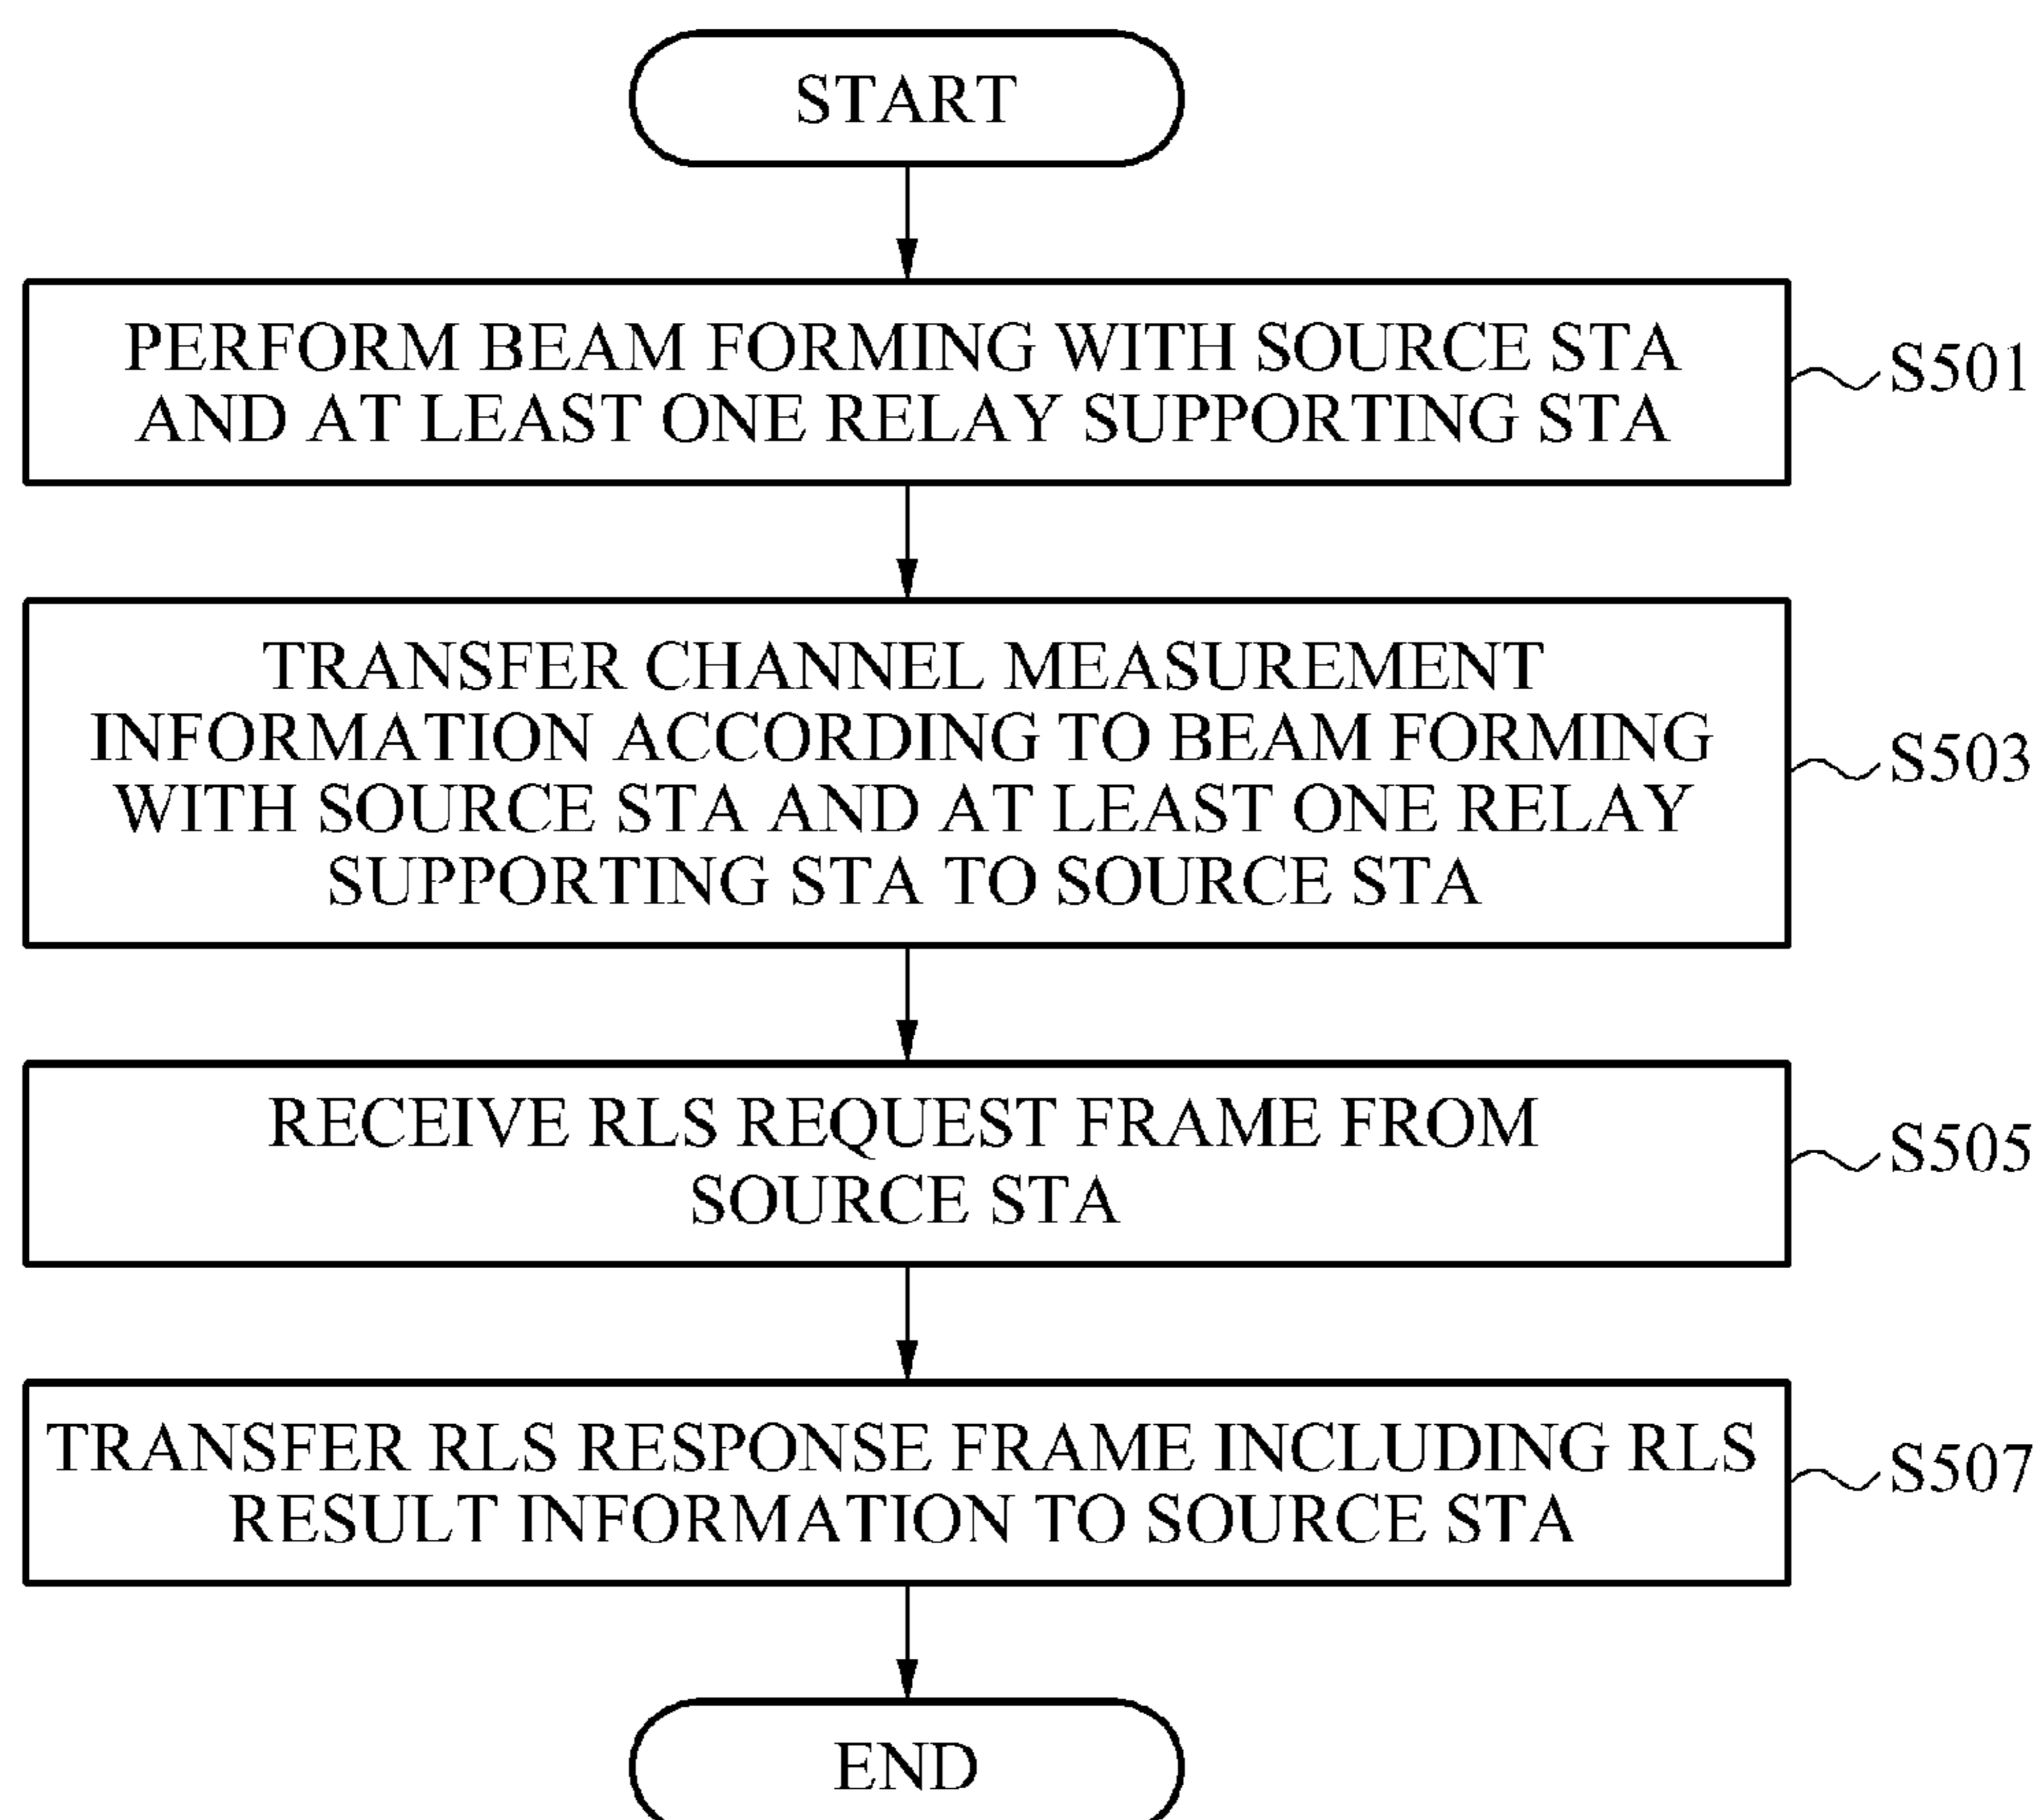 START
PERFORM BEAM FORMING WITH SOURCE STA
AND AT LEAST ONE RELAY SUPPORTING STA
S501
TRANSFER CHANNEL MEASUREMENT
INFORMATION ACCORDING TO BEAM FORMING
WITH SOURCE STA AND AT LEAST ONE RELAY
SUPPORTING STA TO SOURCE STA
S503
RECEIVE RLS REQUEST FRAME FROM
SOURCE STA
S505
TRANSFER RLS RESPONSE FRAME INCLUDING RLS
RESULT INFORMATION TO SOURCE STA
S507
END